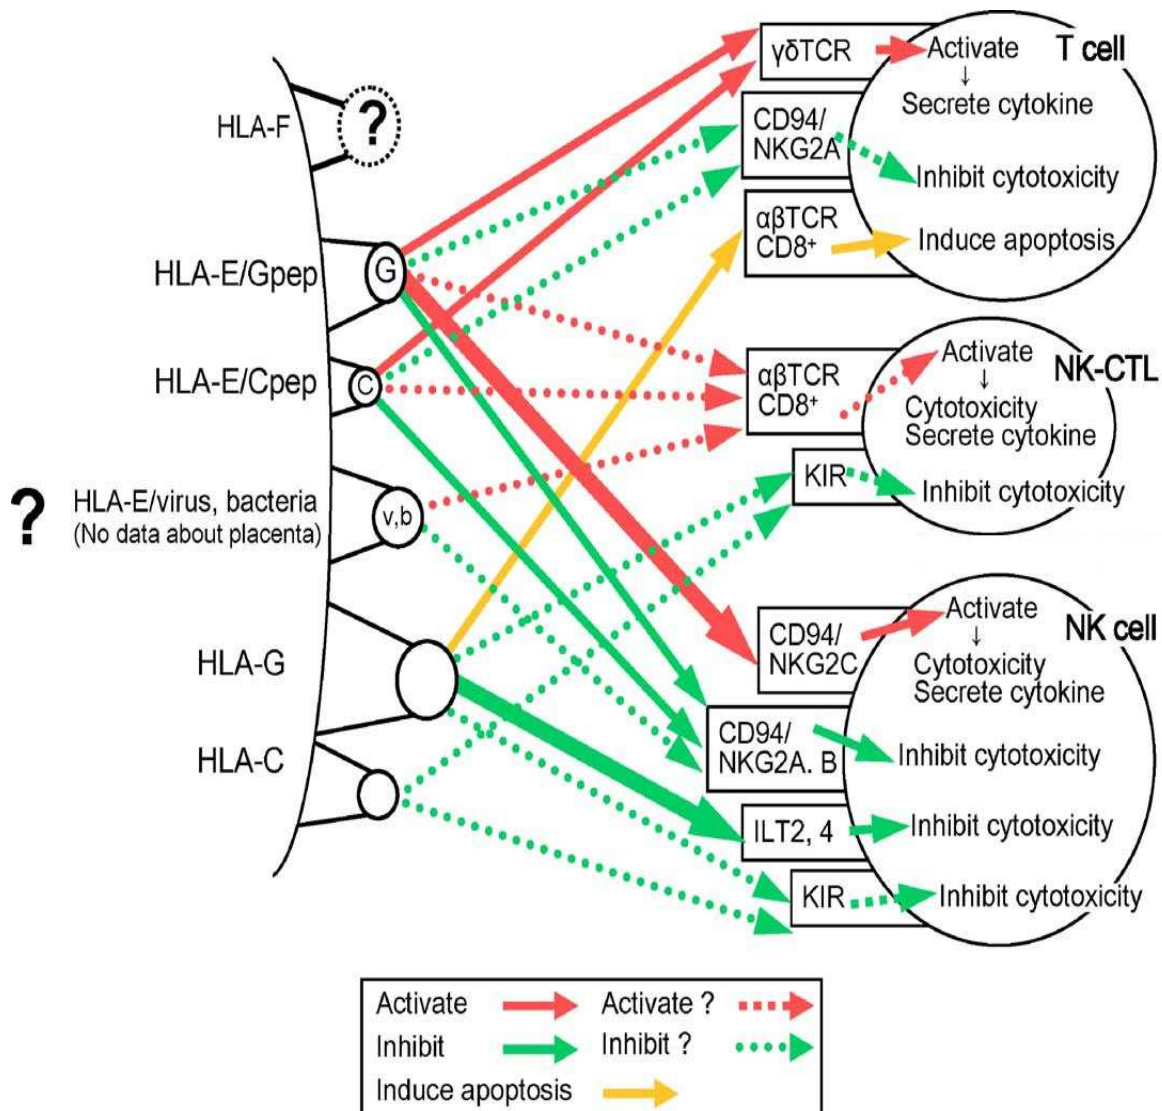 HLA-F
?
HLA-E/Gpep
G
HLA-E/Cpep
C
?
HLA-E/virus, bacteria
(No data about placenta)
v,b
HLA-G
HLA-C
γδTCR
Activate
↓
Secrete cytokine
T cell
CD94/
NKG2A
Inhibit cytotoxicity
αβTCR
CD8⁺
Induce apoptosis
αβTCR
CD8⁺
Activate
↓
Cytotoxicity
Secrete cytokine
NK-CTL
KIR
Inhibit cytotoxicity
CD94/
NKG2C
Activate
↓
Cytotoxicity
Secrete cytokine
NK cell
CD94/
NKG2A. B
Inhibit cytotoxicity
ILT2, 4
Inhibit cytotoxicity
KIR
Inhibit cytotoxicity
Activate
Activate ?
Inhibit
Inhibit ?
Induce apoptosis